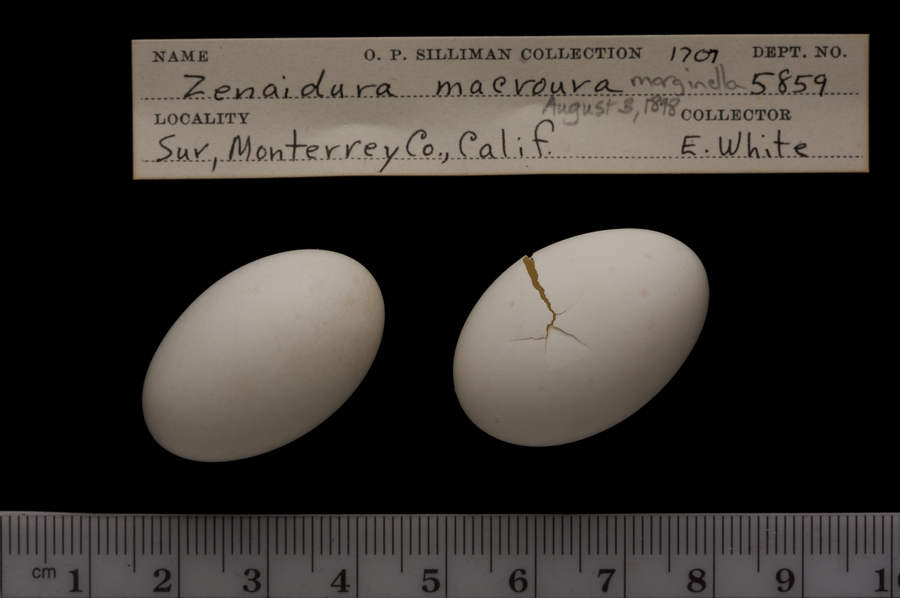 NAME O. P. SILLIMAN COLLECTION 1707 DEPT. NO.
Zenaidura macroura marginella 5859
August 3, 1898
LOCALITY COLLECTOR
Sur, Monterrey Co., Calif. E. White
cm 1 2 3 4 5 6 7 8 9